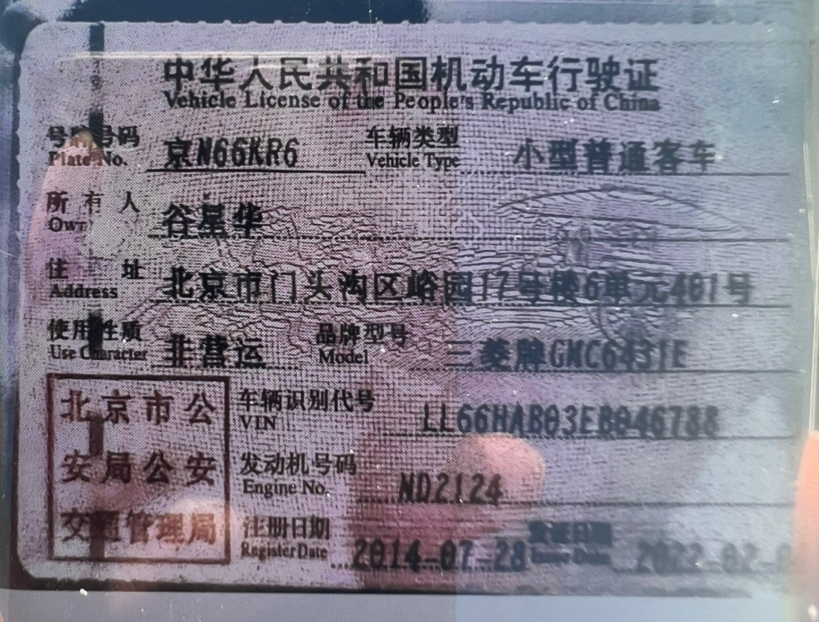 中华人民共和国机动车行驶证
Vehicle License of the People's Republic of China
号牌号码 京N66KR6 车辆类型 小型普通客车
Plate No. Vehicle Type
所有人 谷星华
Own
住址 北京市门头沟区峪园17号楼6单元401号
Address
使用性质 非营运 品牌型号 三菱牌GMC6431E
Use Character Model
北京市公 车辆识别代号 LL66HAB03EB046788
VIN
安局公安 发动机号码 ND2124
Engine No.
交通管理局 注册日期 2014-07-28 发证日期 2022-02-
Register Date